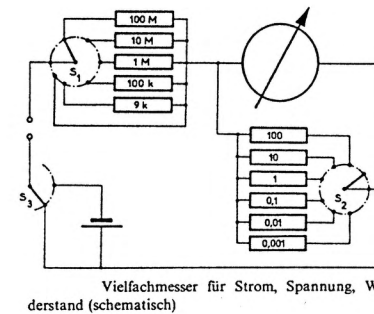 100 M
10 M
1 M
100 k
9 k
S1
100
10
1
0,1
0,01
0,001
S2
S3
Vielfachmesser für Strom, Spannung, W
derstand (schematisch)